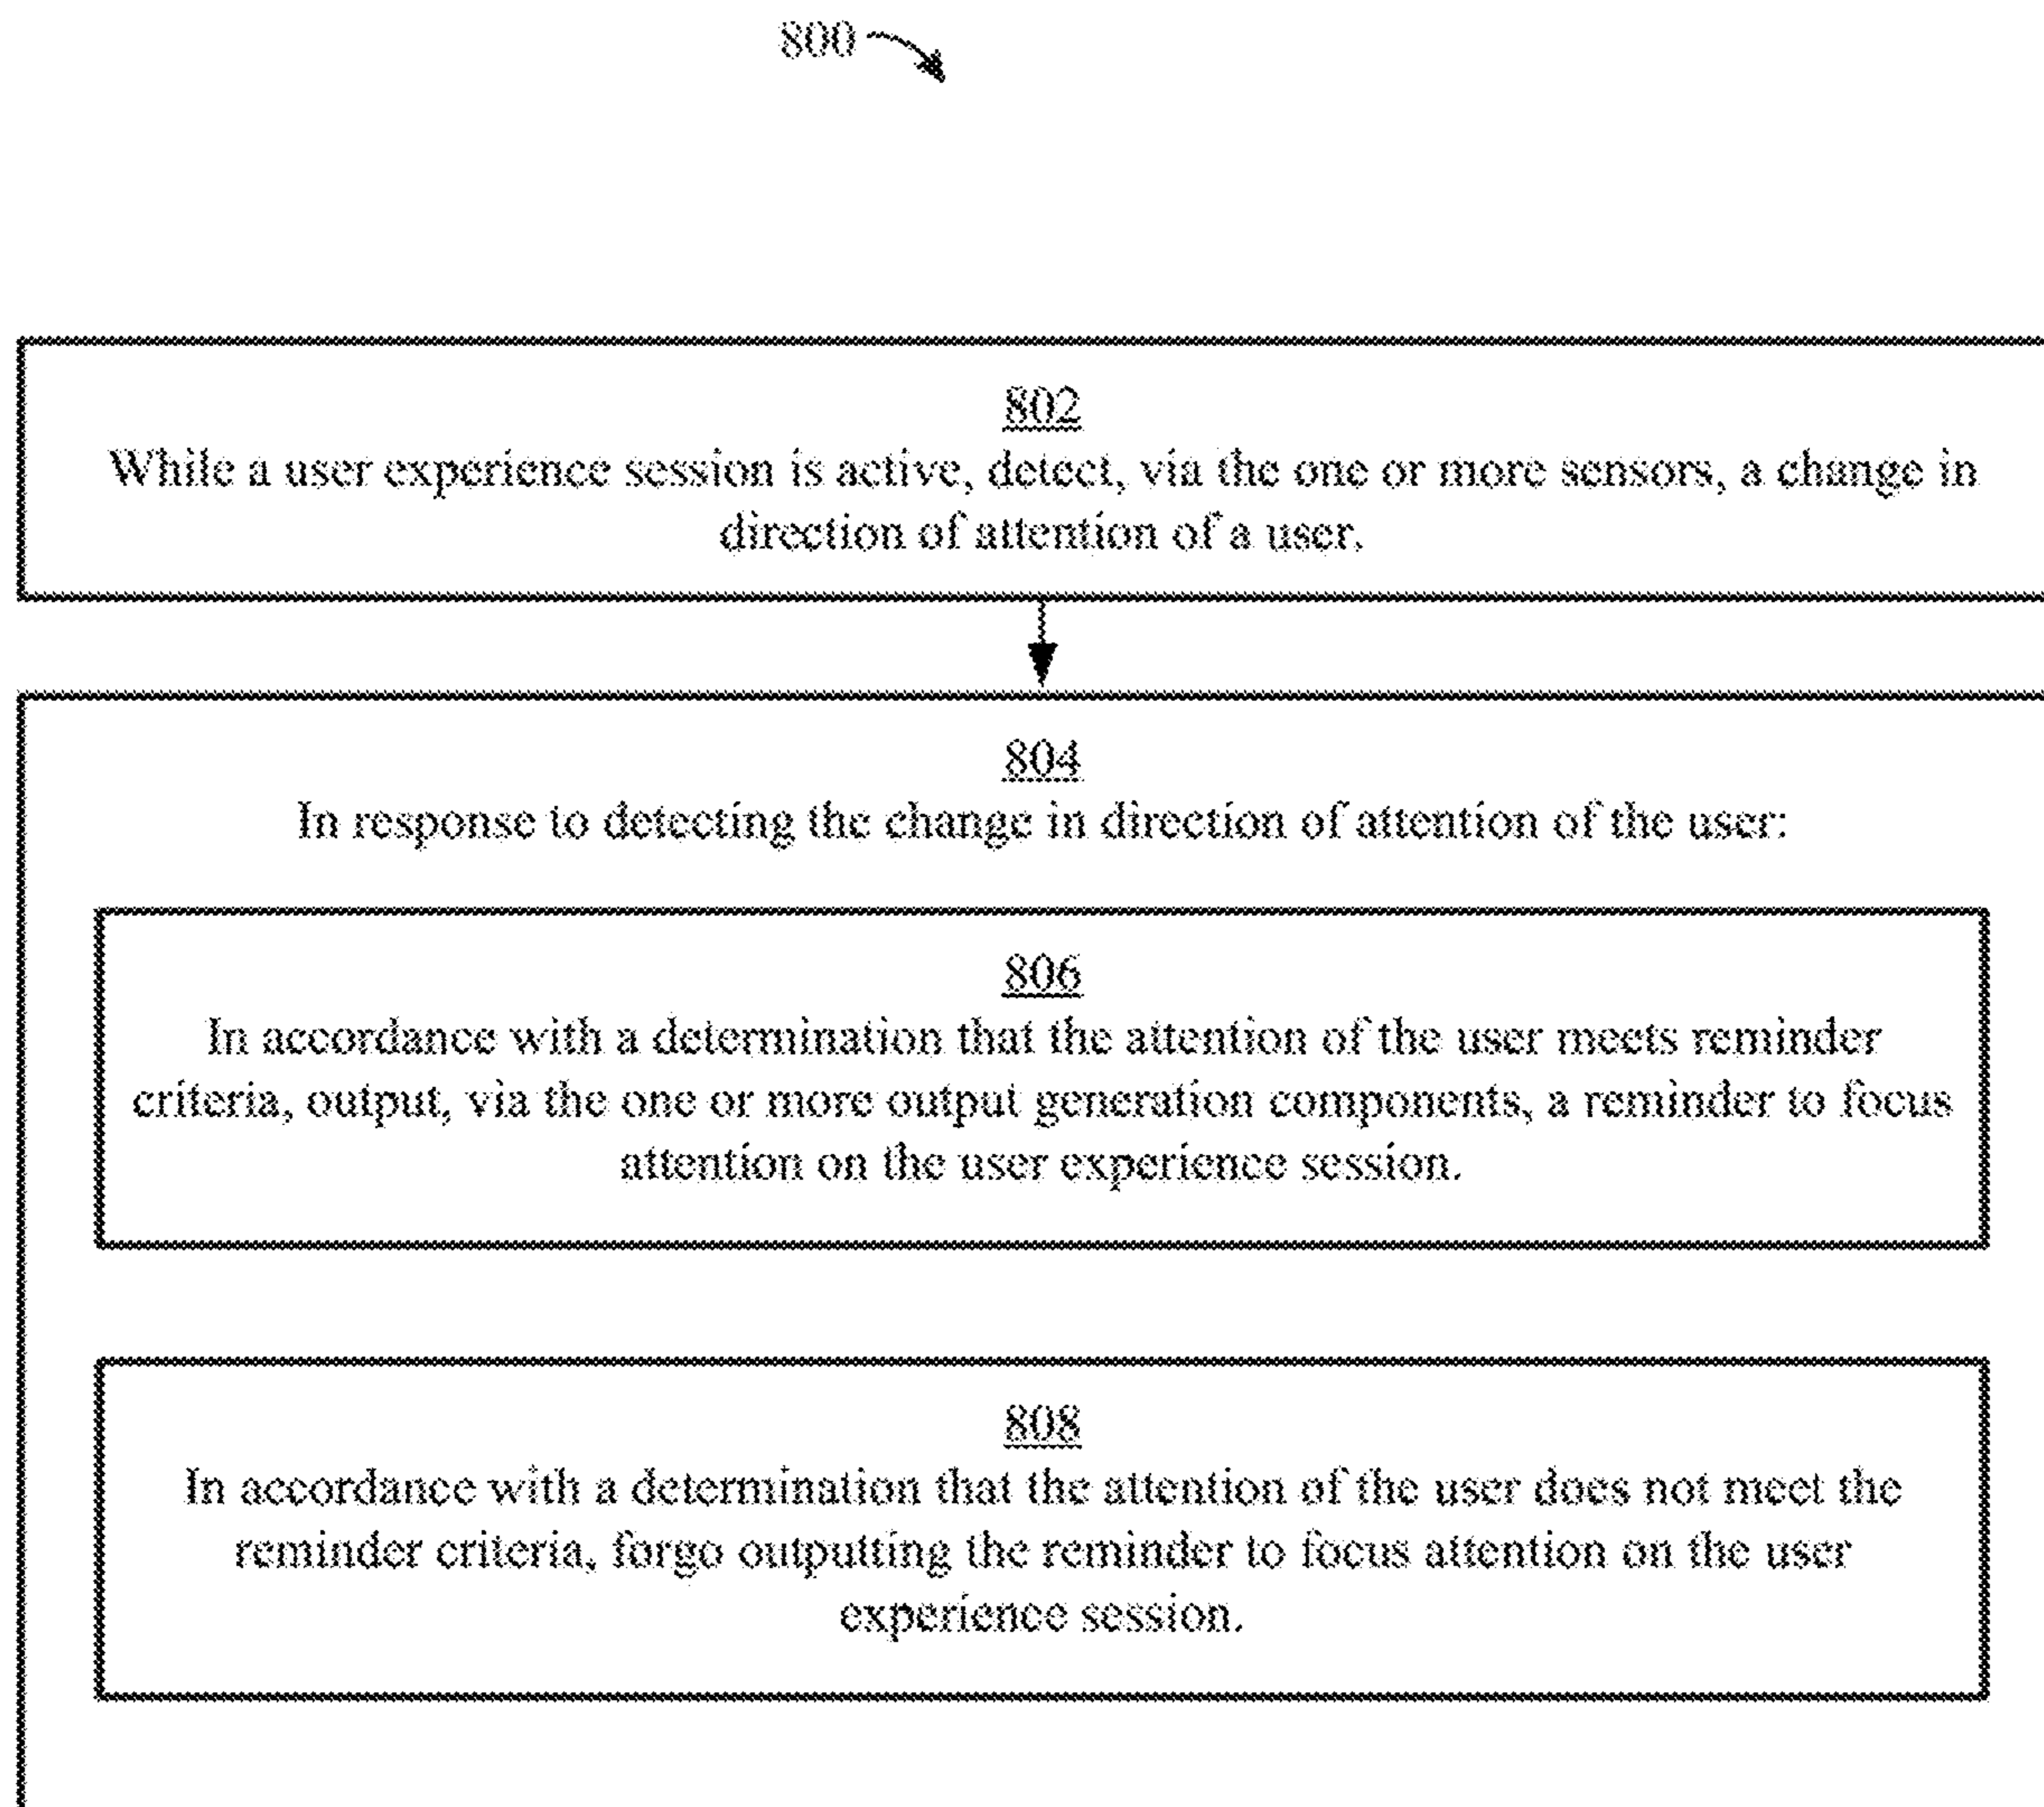 800
802
While a user experience session is active, detect, via the one or more sensors, a change in
direction of attention of a user.
804
In response to detecting the change in direction of attention of the user:
806
In accordance with a determination that the attention of the user meets reminder
criteria, output, via the one or more output generation components, a reminder to focus
attention on the user experience session.
808
In accordance with a determination that the attention of the user does not meet the
reminder criteria, forgo outputting the reminder to focus attention on the user
experience session.